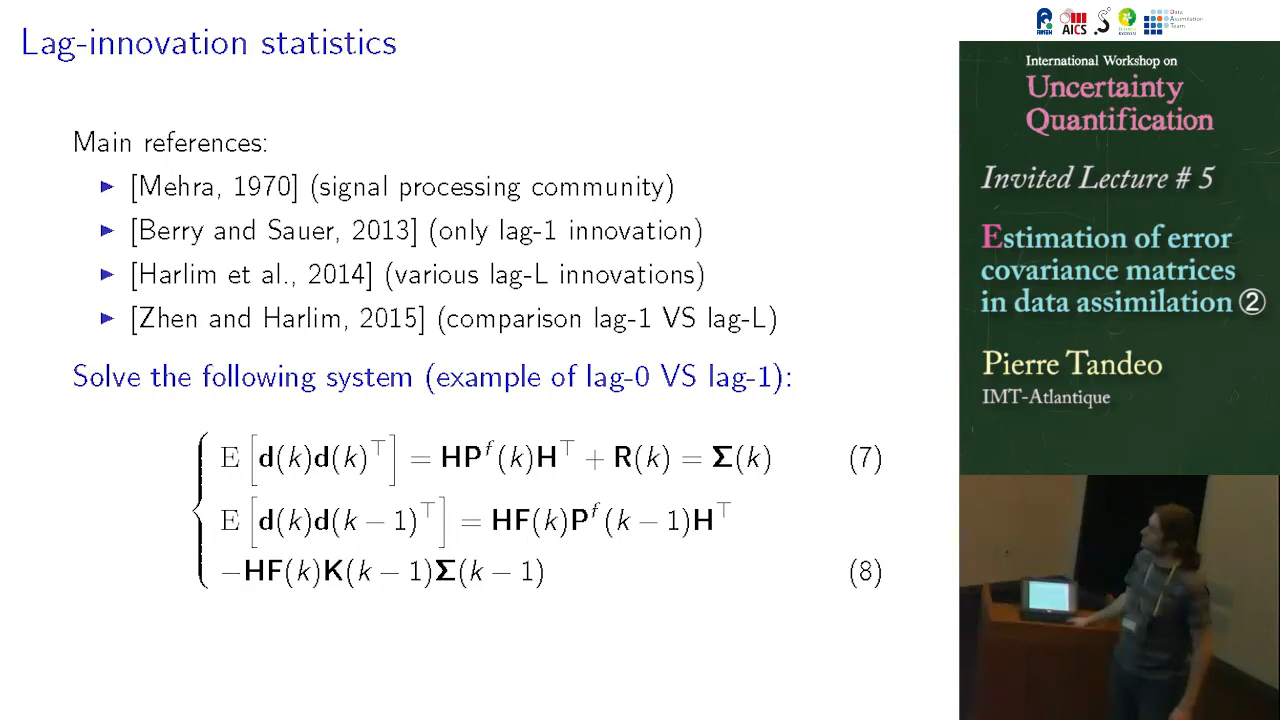 Lag-innovation statistics
Main references:
▶ [Mehra, 1970] (signal processing community)
▶ [Berry and Sauer, 2013] (only lag-1 innovation)
▶ [Harlim et al., 2014] (various lag-L innovations)
▶ [Zhen and Harlim, 2015] (comparison lag-1 VS lag-L)
Solve the following system (example of lag-0 VS lag-1):
E[d(k)d(k)⊤] = HPᶠ(k)H⊤ + R(k) = Σ(k) (7)
E[d(k)d(k − 1)⊤] = HF(k)Pᶠ(k − 1)H⊤
−HF(k)K(k − 1)Σ(k − 1) (8)
AICS
Data
Assimilation
Team
International Workshop on
Uncertainty
Quantification
Invited Lecture # 5
Estimation of error
covariance matrices
in data assimilation ②
Pierre Tandeo
IMT-Atlantique